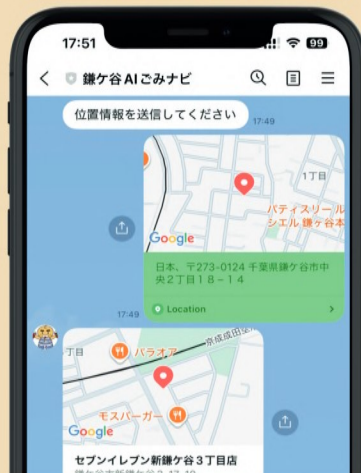 17:51
99
鎌ケ谷AIごみナビ
位置情報を送信してください
17:49
1丁目
パティスリール
シエル 鎌ケ谷本
Google
日本、〒273-0124 千葉県鎌ケ谷市中
央2丁目18−14
Location
17:49
丁目
パラオア
モスバーガー
Google
セブンイレブン新鎌ケ谷3丁目店